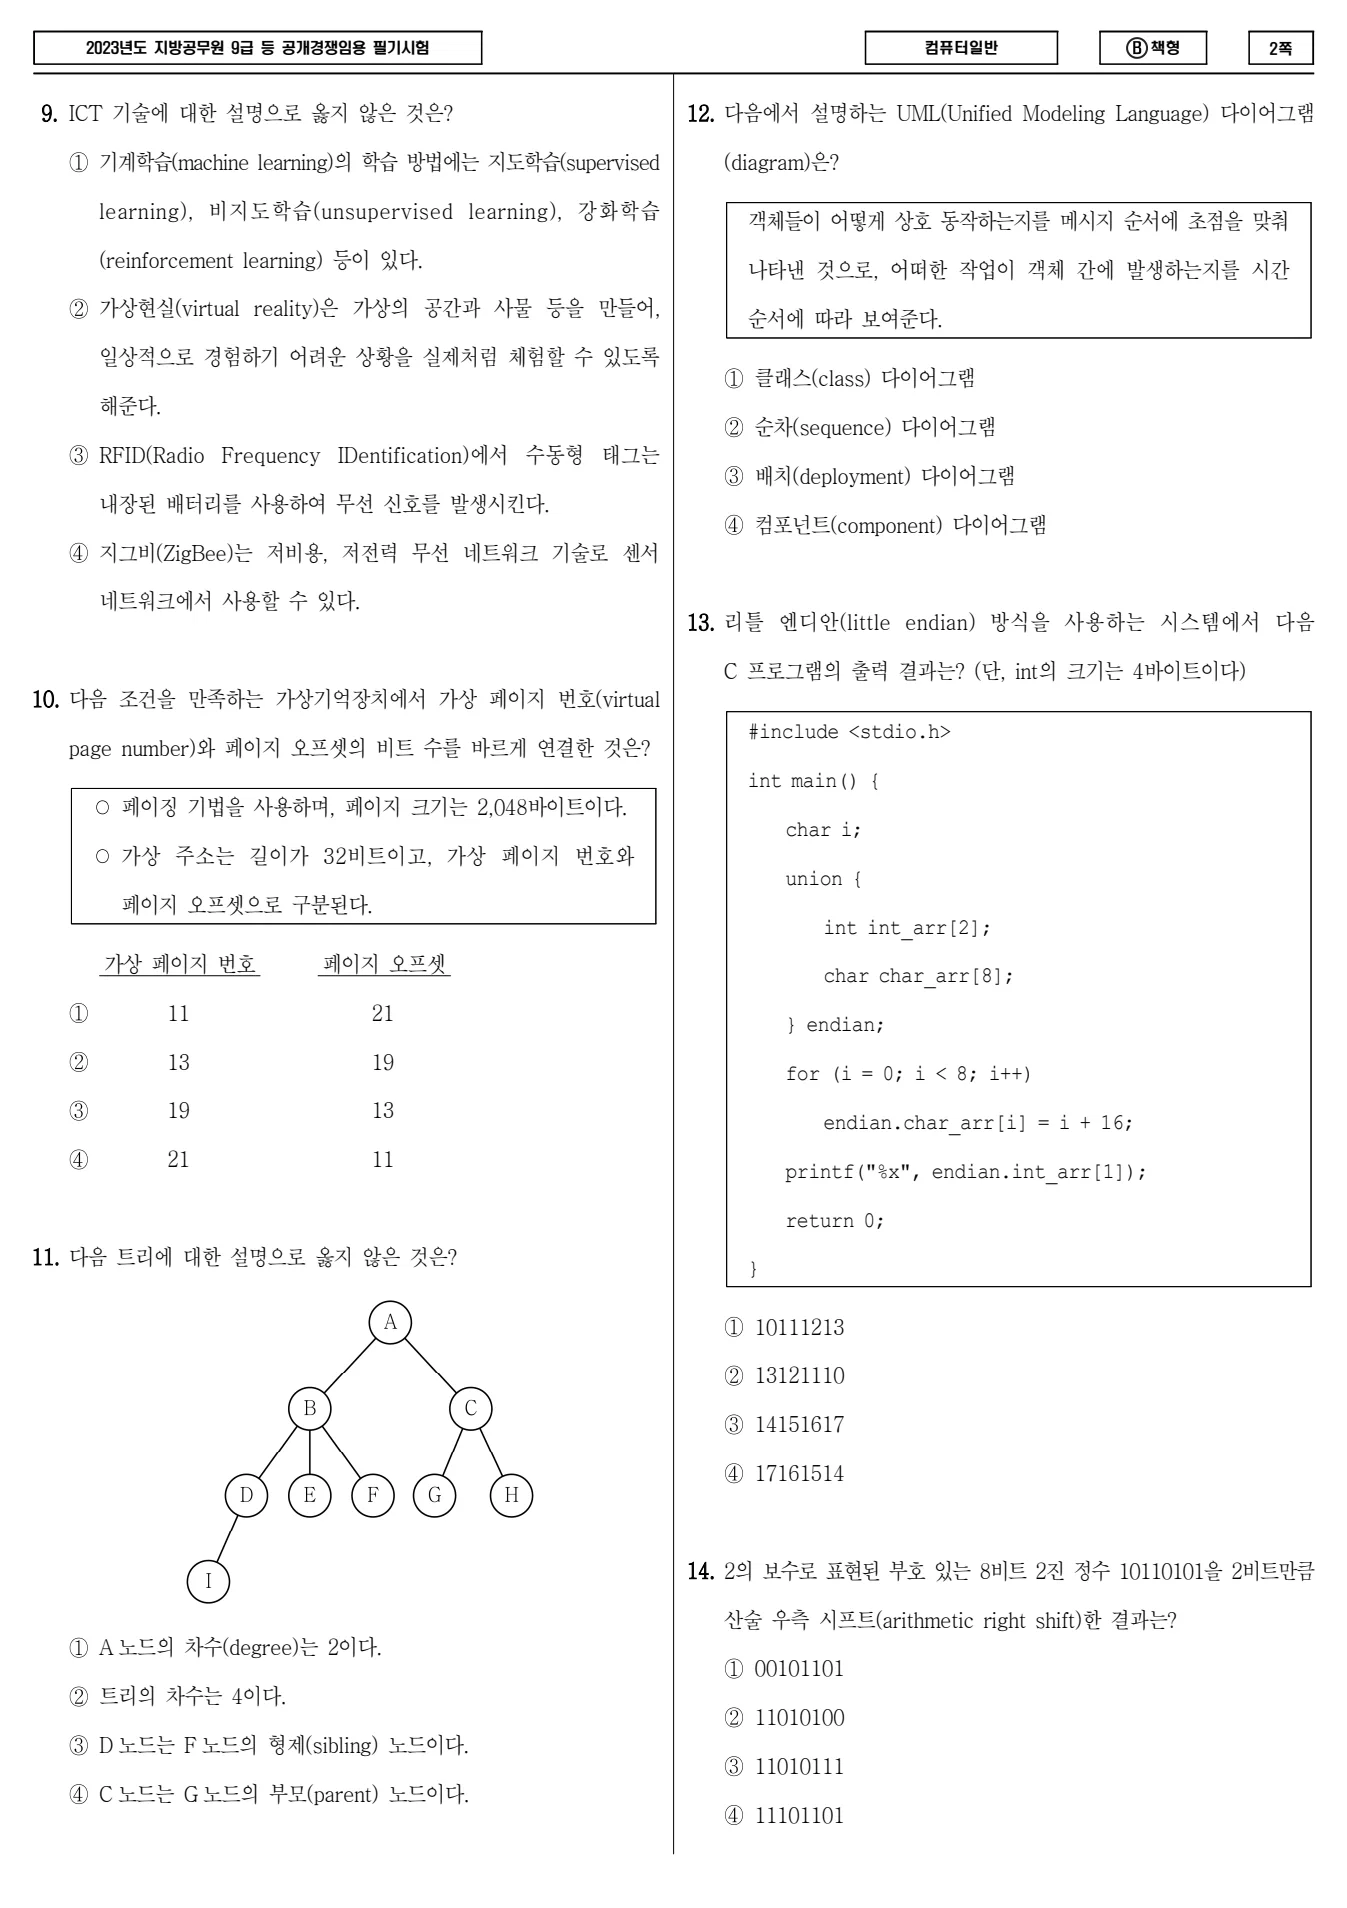 2023년도 지방공무원 9급 등 공개경쟁임용 필기시험
컴퓨터일반
Ⓑ책형
2쪽
9. ICT 기술에 대한 설명으로 옳지 않은 것은?
① 기계학습(machine learning)의 학습 방법에는 지도학습(supervised
learning), 비지도학습(unsupervised learning), 강화학습
(reinforcement learning) 등이 있다.
② 가상현실(virtual reality)은 가상의 공간과 사물 등을 만들어,
일상적으로 경험하기 어려운 상황을 실제처럼 체험할 수 있도록
해준다.
③ RFID(Radio Frequency IDentification)에서 수동형 태그는
내장된 배터리를 사용하여 무선 신호를 발생시킨다.
④ 지그비(ZigBee)는 저비용, 저전력 무선 네트워크 기술로 센서
네트워크에서 사용할 수 있다.
10. 다음 조건을 만족하는 가상기억장치에서 가상 페이지 번호(virtual
page number)와 페이지 오프셋의 비트 수를 바르게 연결한 것은?
○ 페이징 기법을 사용하며, 페이지 크기는 2,048바이트이다.
○ 가상 주소는 길이가 32비트이고, 가상 페이지 번호와
페이지 오프셋으로 구분된다.
가상 페이지 번호 페이지 오프셋
① 11 21
② 13 19
③ 19 13
④ 21 11
11. 다음 트리에 대한 설명으로 옳지 않은 것은?
A
B C
D E F G H
I
① A 노드의 차수(degree)는 2이다.
② 트리의 차수는 4이다.
③ D 노드는 F 노드의 형제(sibling) 노드이다.
④ C 노드는 G 노드의 부모(parent) 노드이다.
12. 다음에서 설명하는 UML(Unified Modeling Language) 다이어그램
(diagram)은?
객체들이 어떻게 상호 동작하는지를 메시지 순서에 초점을 맞춰
나타낸 것으로, 어떠한 작업이 객체 간에 발생하는지를 시간
순서에 따라 보여준다.
① 클래스(class) 다이어그램
② 순차(sequence) 다이어그램
③ 배치(deployment) 다이어그램
④ 컴포넌트(component) 다이어그램
13. 리틀 엔디안(little endian) 방식을 사용하는 시스템에서 다음
C 프로그램의 출력 결과는? (단, int의 크기는 4바이트이다)
#include <stdio.h>
int main() {
char i;
union {
int int_arr[2];
char char_arr[8];
} endian;
for (i = 0; i < 8; i++)
endian.char_arr[i] = i + 16;
printf("%x", endian.int_arr[1]);
return 0;
}
① 10111213
② 13121110
③ 14151617
④ 17161514
14. 2의 보수로 표현된 부호 있는 8비트 2진 정수 10110101을 2비트만큼
산술 우측 시프트(arithmetic right shift)한 결과는?
① 00101101
② 11010100
③ 11010111
④ 11101101